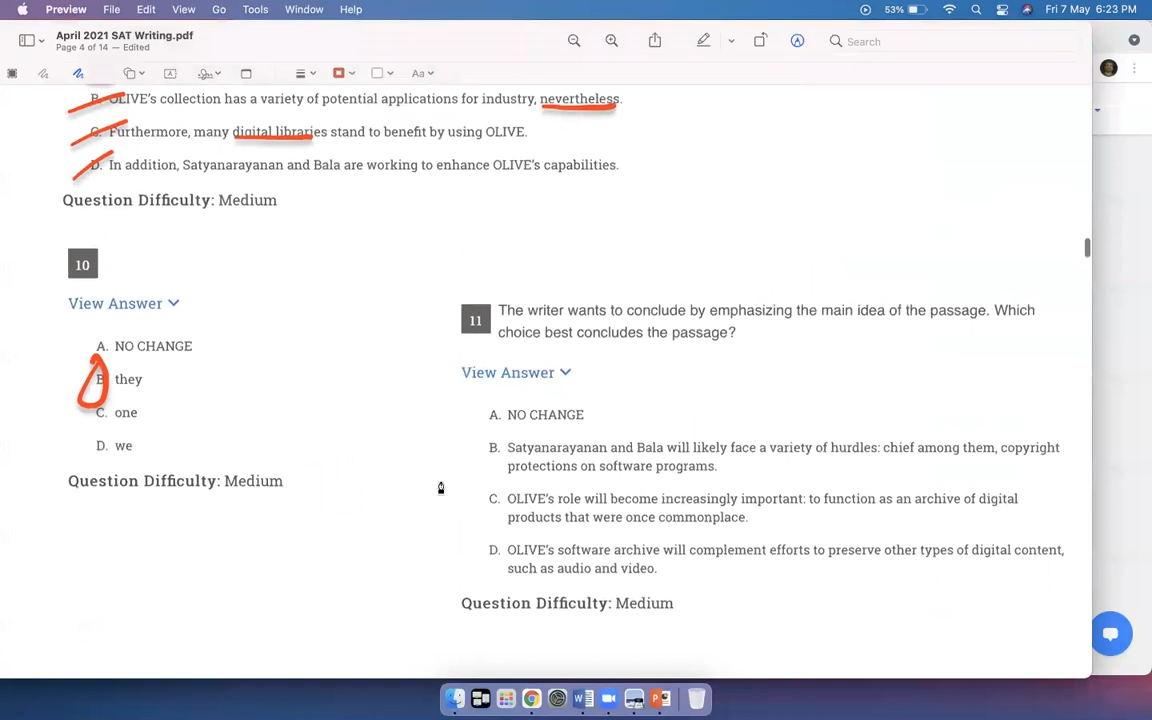 Preview File Edit View Go Tools Window Help 53% Fri 7 May 6:23 PM
April 2021 SAT Writing.pdf
Page 4 of 14 — Edited
Search
Aa
B. OLIVE's collection has a variety of potential applications for industry, nevertheless.
C. Furthermore, many digital libraries stand to benefit by using OLIVE.
D. In addition, Satyanarayanan and Bala are working to enhance OLIVE's capabilities.
Question Difficulty: Medium
10
View Answer
A. NO CHANGE
B. they
C. one
D. we
Question Difficulty: Medium
11 The writer wants to conclude by emphasizing the main idea of the passage. Which
choice best concludes the passage?
View Answer
A. NO CHANGE
B. Satyanarayanan and Bala will likely face a variety of hurdles: chief among them, copyright
protections on software programs.
C. OLIVE's role will become increasingly important: to function as an archive of digital
products that were once commonplace.
D. OLIVE's software archive will complement efforts to preserve other types of digital content,
such as audio and video.
Question Difficulty: Medium